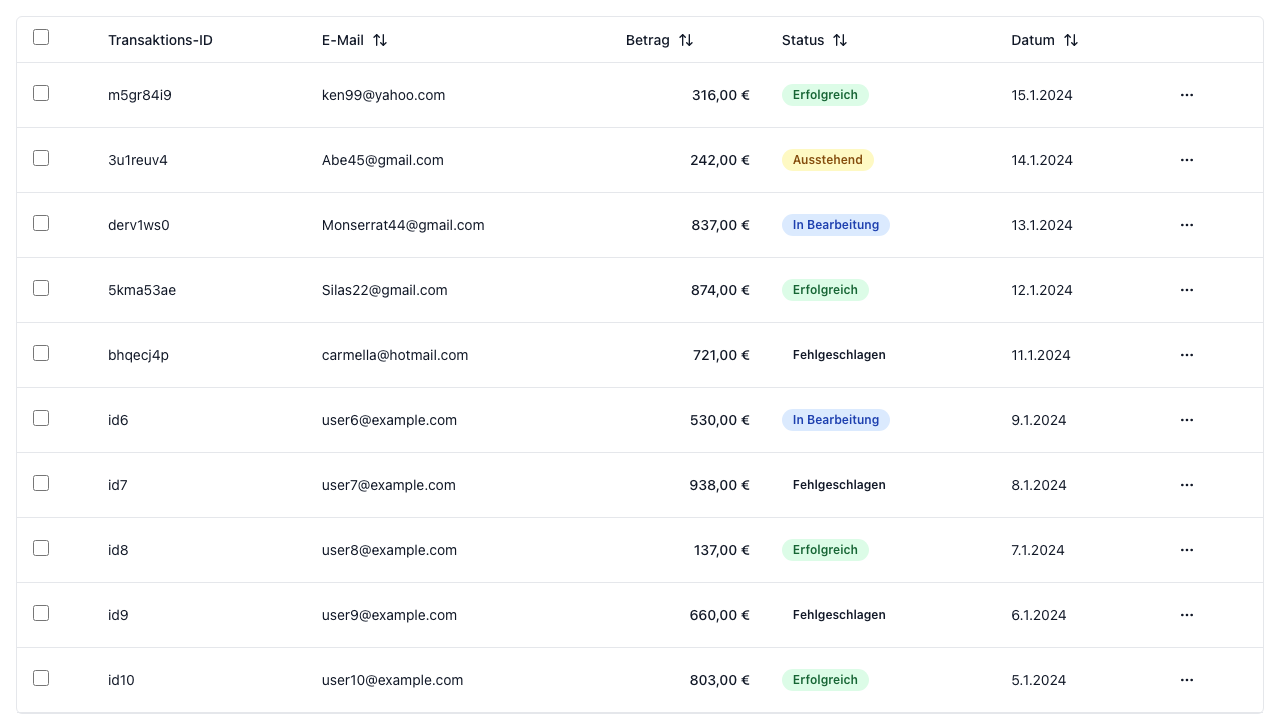 Transaktions-ID E-Mail Betrag Status Datum
m5gr84i9 ken99@yahoo.com 316,00 € Erfolgreich 15.1.2024 ...
3u1reuv4 Abe45@gmail.com 242,00 € Ausstehend 14.1.2024 ...
derv1ws0 Monserrat44@gmail.com 837,00 € In Bearbeitung 13.1.2024 ...
5kma53ae Silas22@gmail.com 874,00 € Erfolgreich 12.1.2024 ...
bhqecj4p carmella@hotmail.com 721,00 € Fehlgeschlagen 11.1.2024 ...
id6 user6@example.com 530,00 € In Bearbeitung 9.1.2024 ...
id7 user7@example.com 938,00 € Fehlgeschlagen 8.1.2024 ...
id8 user8@example.com 137,00 € Erfolgreich 7.1.2024 ...
id9 user9@example.com 660,00 € Fehlgeschlagen 6.1.2024 ...
id10 user10@example.com 803,00 € Erfolgreich 5.1.2024 ...